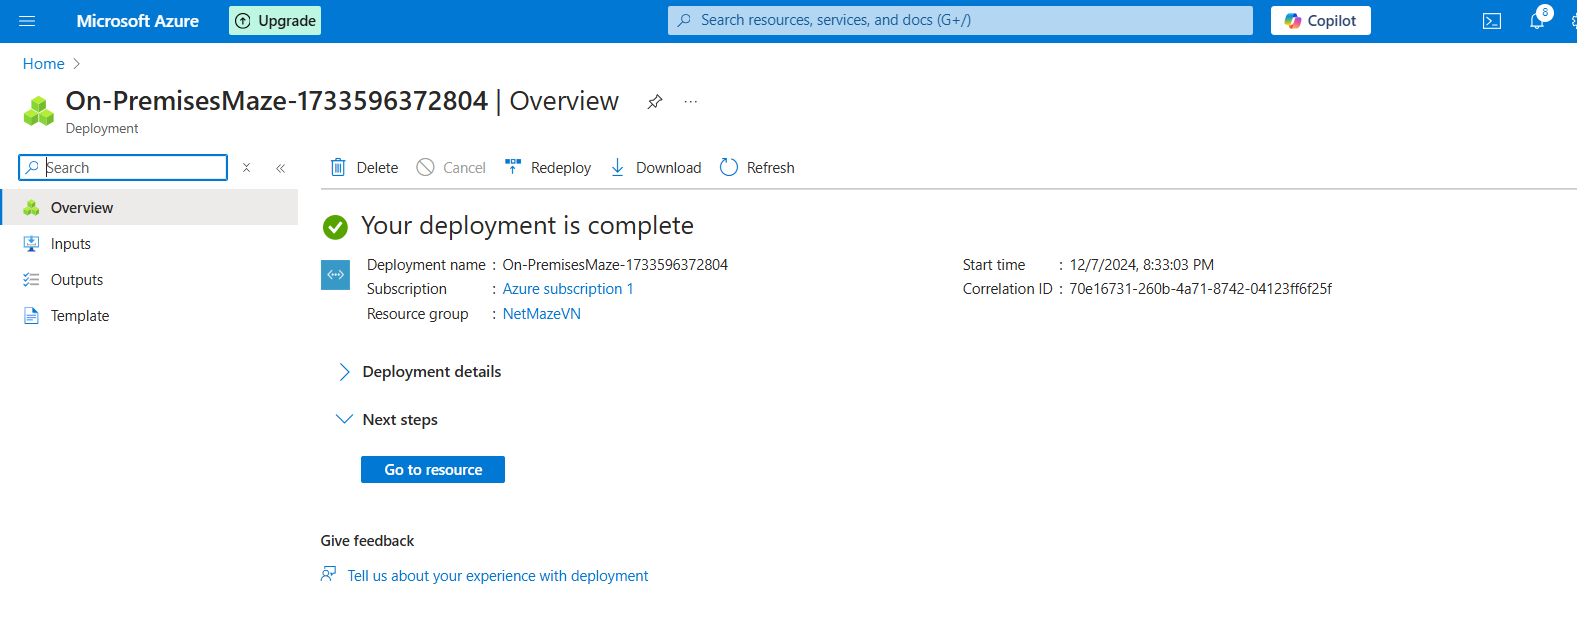 Microsoft Azure Upgrade Search resources, services, and docs (G+/) Copilot 8
Home
On-PremisesMaze-1733596372804 | Overview
Deployment
Search Delete Cancel Redeploy Download Refresh
Overview
Inputs
Outputs
Template
Your deployment is complete
Deployment name : On-PremisesMaze-1733596372804
Subscription : Azure subscription 1
Resource group : NetMazeVN
Start time : 12/7/2024, 8:33:03 PM
Correlation ID : 70e16731-260b-4a71-8742-04123ff6f25f
Deployment details
Next steps
Go to resource
Give feedback
Tell us about your experience with deployment